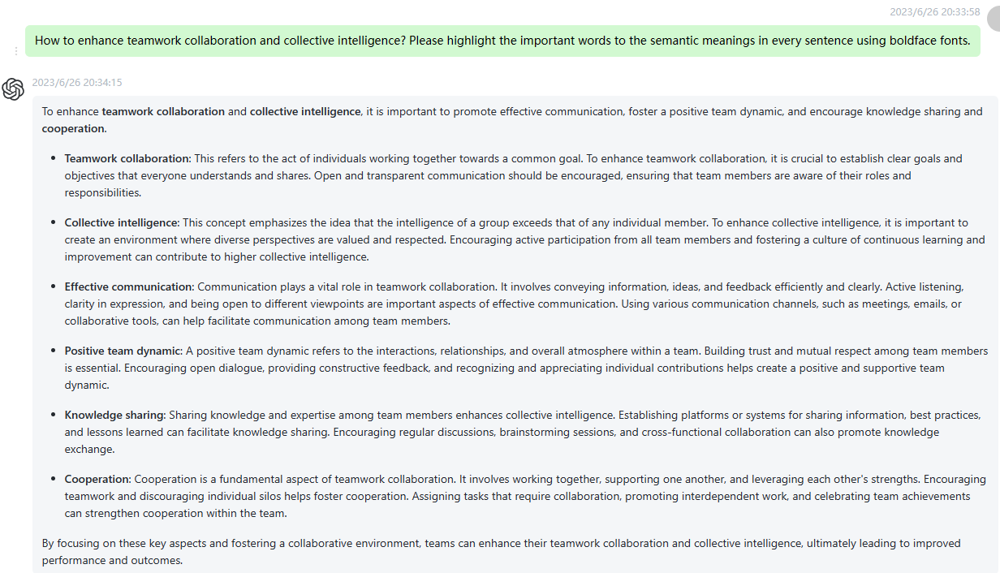 2023/6/26 20:33:58
How to enhance teamwork collaboration and collective intelligence? Please highlight the important words to the semantic meanings in every sentence using boldface fonts.
2023/6/26 20:34:15
To enhance teamwork collaboration and collective intelligence, it is important to promote effective communication, foster a positive team dynamic, and encourage knowledge sharing and
cooperation.
• Teamwork collaboration: This refers to the act of individuals working together towards a common goal. To enhance teamwork collaboration, it is crucial to establish clear goals and
objectives that everyone understands and shares. Open and transparent communication should be encouraged, ensuring that team members are aware of their roles and
responsibilities.
• Collective intelligence: This concept emphasizes the idea that the intelligence of a group exceeds that of any individual member. To enhance collective intelligence, it is important to
create an environment where diverse perspectives are valued and respected. Encouraging active participation from all team members and fostering a culture of continuous learning and
improvement can contribute to higher collective intelligence.
• Effective communication: Communication plays a vital role in teamwork collaboration. It involves conveying information, ideas, and feedback efficiently and clearly. Active listening,
clarity in expression, and being open to different viewpoints are important aspects of effective communication. Using various communication channels, such as meetings, emails, or
collaborative tools, can help facilitate communication among team members.
• Positive team dynamic: A positive team dynamic refers to the interactions, relationships, and overall atmosphere within a team. Building trust and mutual respect among team members
is essential. Encouraging open dialogue, providing constructive feedback, and recognizing and appreciating individual contributions helps create a positive and supportive team
dynamic.
• Knowledge sharing: Sharing knowledge and expertise among team members enhances collective intelligence. Establishing platforms or systems for sharing information, best practices,
and lessons learned can facilitate knowledge sharing. Encouraging regular discussions, brainstorming sessions, and cross-functional collaboration can also promote knowledge
exchange.
• Cooperation: Cooperation is a fundamental aspect of teamwork collaboration. It involves working together, supporting one another, and leveraging each other's strengths. Encouraging
teamwork and discouraging individual silos helps foster cooperation. Assigning tasks that require collaboration, promoting interdependent work, and celebrating team achievements
can strengthen cooperation within the team.
By focusing on these key aspects and fostering a collaborative environment, teams can enhance their teamwork collaboration and collective intelligence, ultimately leading to improved
performance and outcomes.